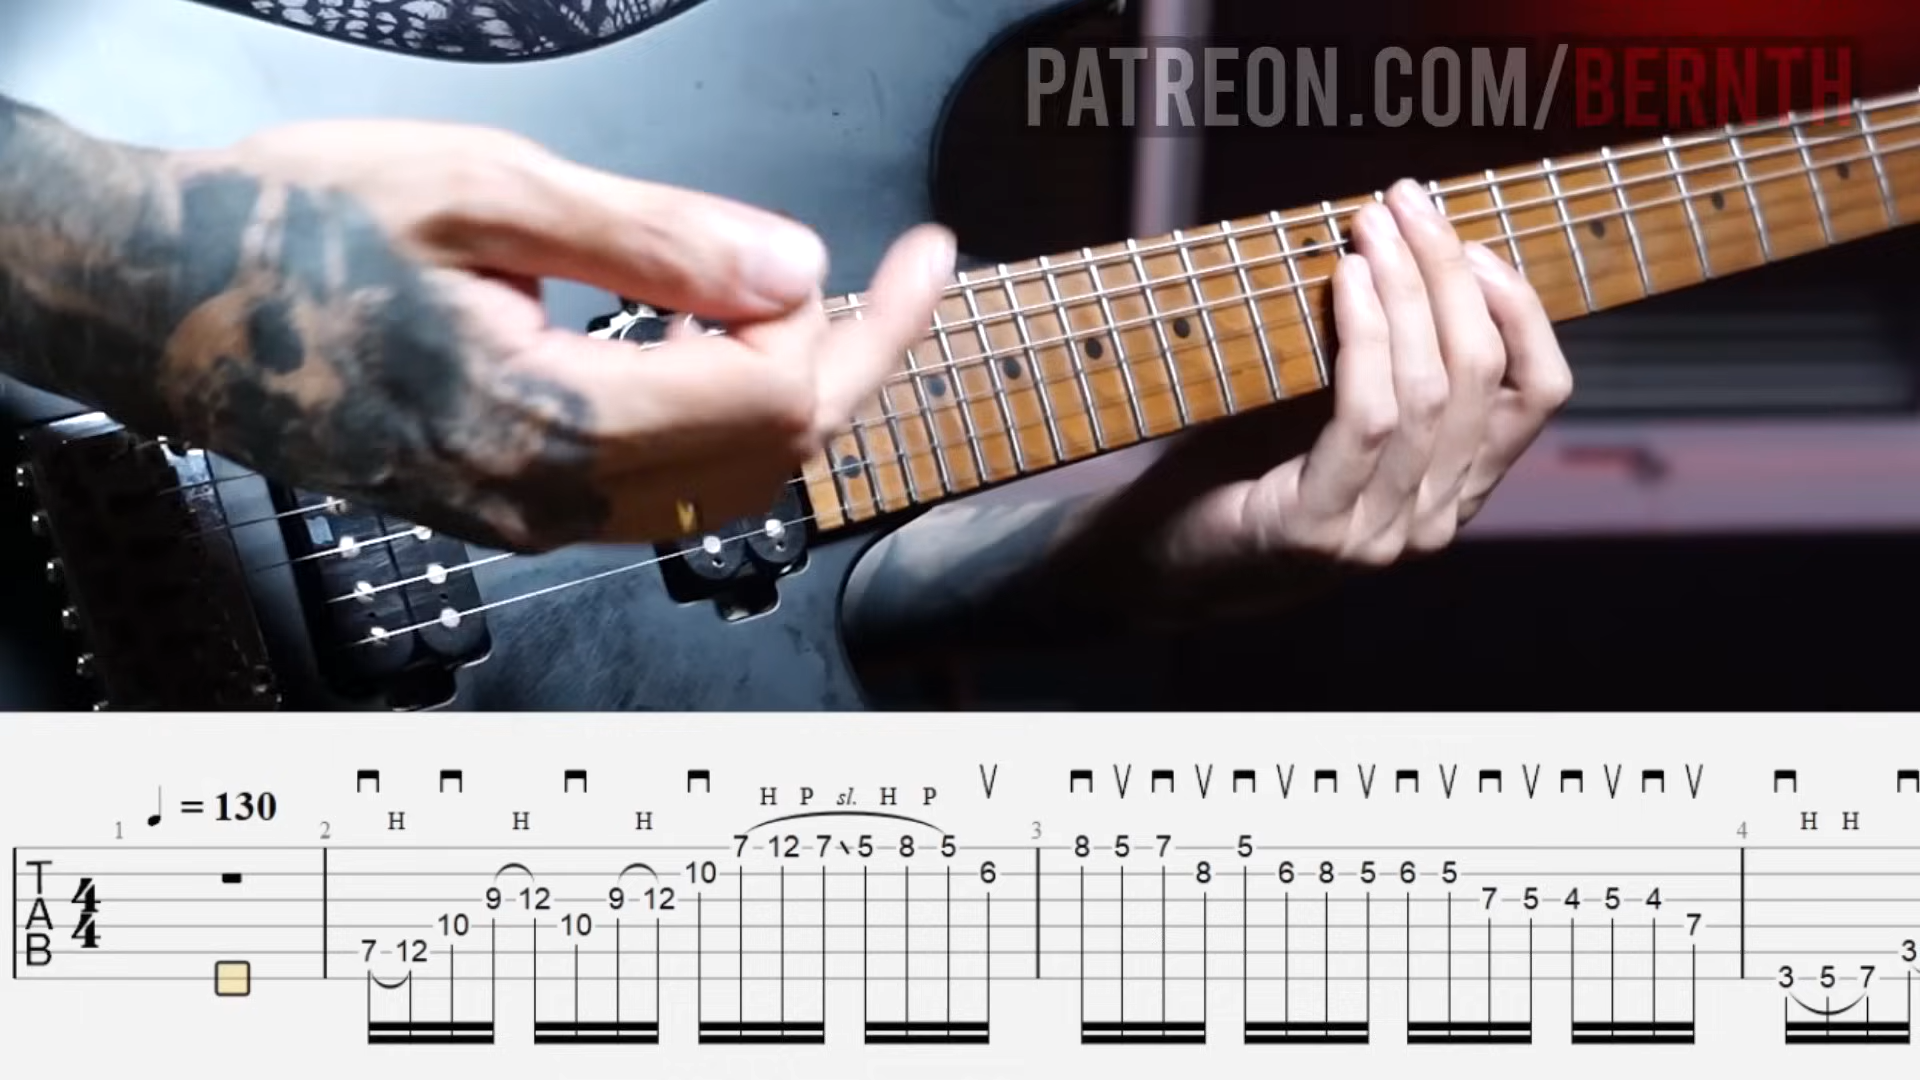 PATREON.COM/BERNTH
1 ♩ = 130 2 3 4
H H H H P sl. H P H H
TAB 4/4
7 12 10 9 12 10 9 12 10 7 12 7 5 8 5 6
8 5 7 8 5 6 8 5 6 5 7 5 4 5 4 7
3 5 7 3